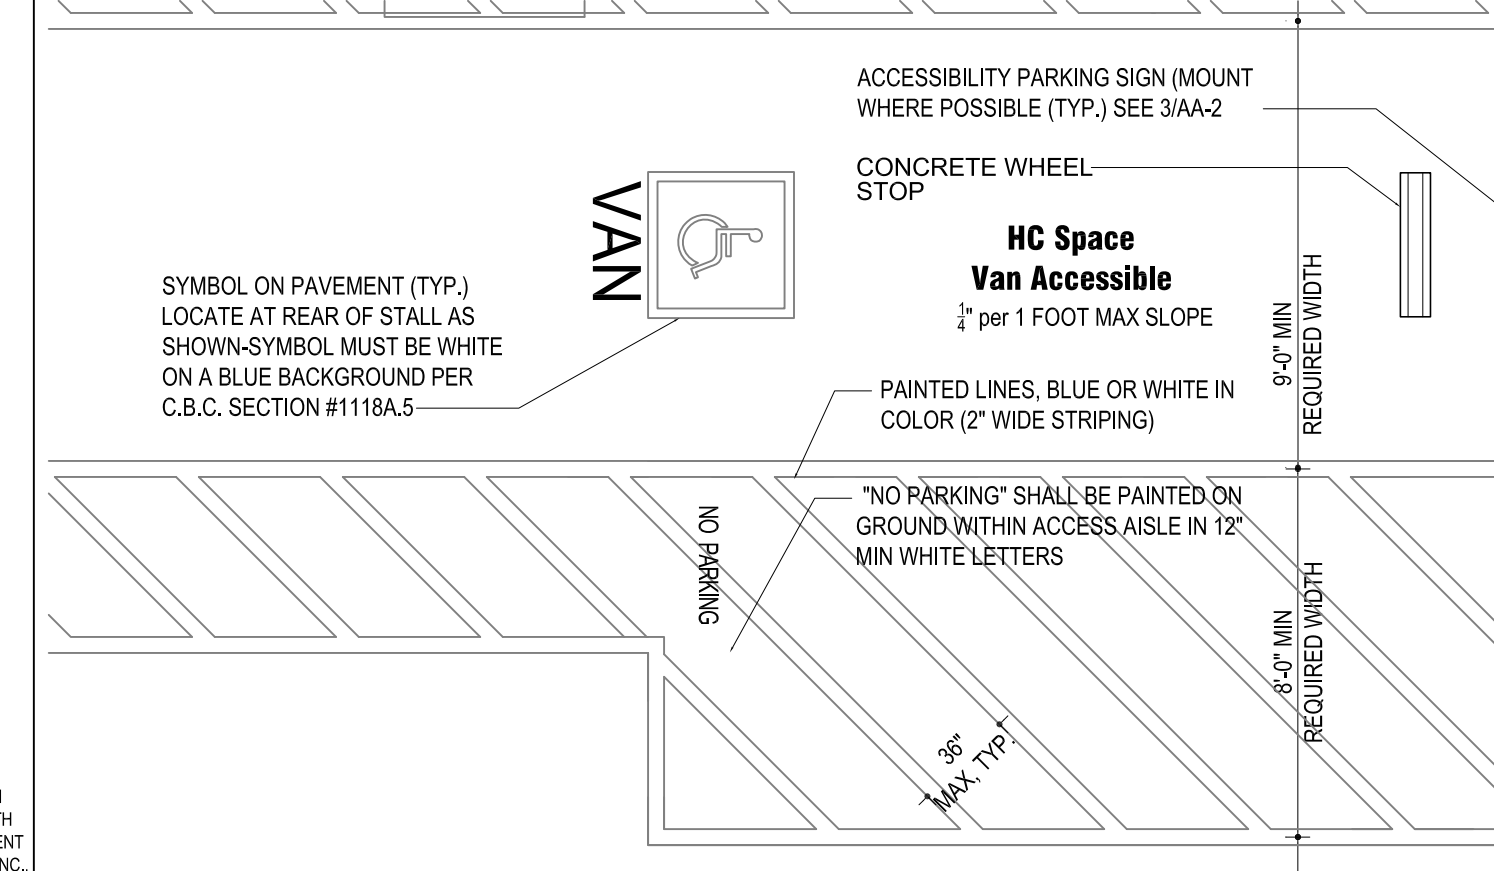 ACCESSIBILITY PARKING SIGN (MOUNT
WHERE POSSIBLE (TYP.) SEE 3/AA-2
CONCRETE WHEEL
STOP
HC Space
Van Accessible
1/4" per 1 FOOT MAX SLOPE
VAN
SYMBOL ON PAVEMENT (TYP.)
LOCATE AT REAR OF STALL AS
SHOWN-SYMBOL MUST BE WHITE
ON A BLUE BACKGROUND PER
C.B.C. SECTION #1118A.5
9'-0" MIN
REQUIRED WIDTH
PAINTED LINES, BLUE OR WHITE IN
COLOR (2" WIDE STRIPING)
"NO PARKING" SHALL BE PAINTED ON
GROUND WITHIN ACCESS AISLE IN 12"
MIN WHITE LETTERS
NO PARKING
8'-0" MIN
REQUIRED WIDTH
36"
MAX, TYP.
TH
ENT
NC..